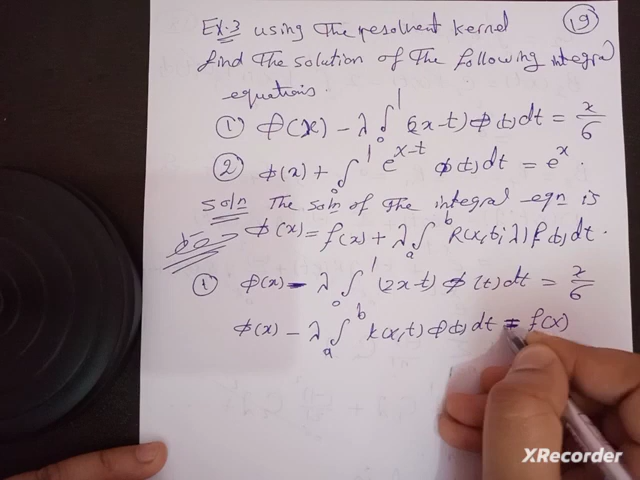 19
Ex.3 using The resolvent kernel
find The solution of The following integral
equations.
① ϕ(x) − λ ∫₀¹ (2x−t) ϕ(t) dt = x/6
② ϕ(x) + ∫₀¹ e^{x−t} ϕ(t) dt = e^x.
Soln The soln of The integral eqn is
ϕ(x) = f(x) + λ ∫ₐᵇ R(x,t;λ) f(t) dt.
① ϕ(x) − λ ∫₀¹ (2x−t) ϕ(t) dt = x/6
ϕ(x) − λ ∫ₐᵇ k(x,t) ϕ(t) dt = f(x)
XRecorder